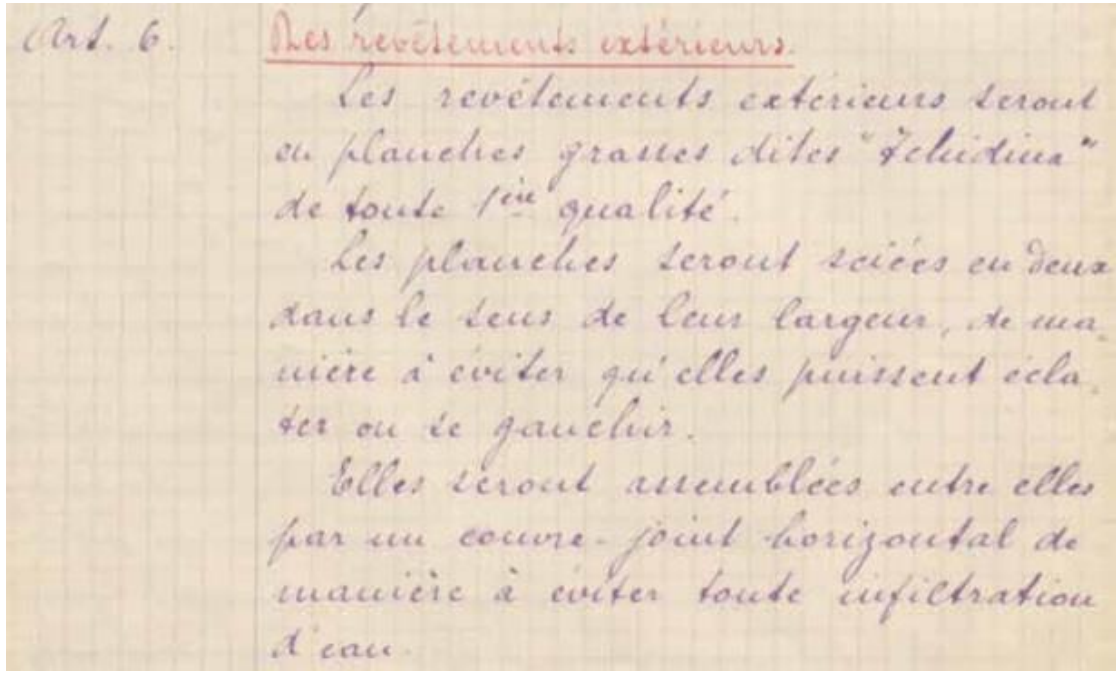 Art. 6. Des revêtements extérieurs.
Les revêtements extérieurs seront
en planches grasses dites "Tchidina"
de toute 1ère qualité.
Les planches seront sciées en deux
dans le sens de leur largeur, de ma
nière à éviter qu'elles puissent écla
ter ou se gauchir.
Elles seront assemblées entre elles
par un couvre-joint horizontal de
manière à éviter toute infiltration
d'eau.